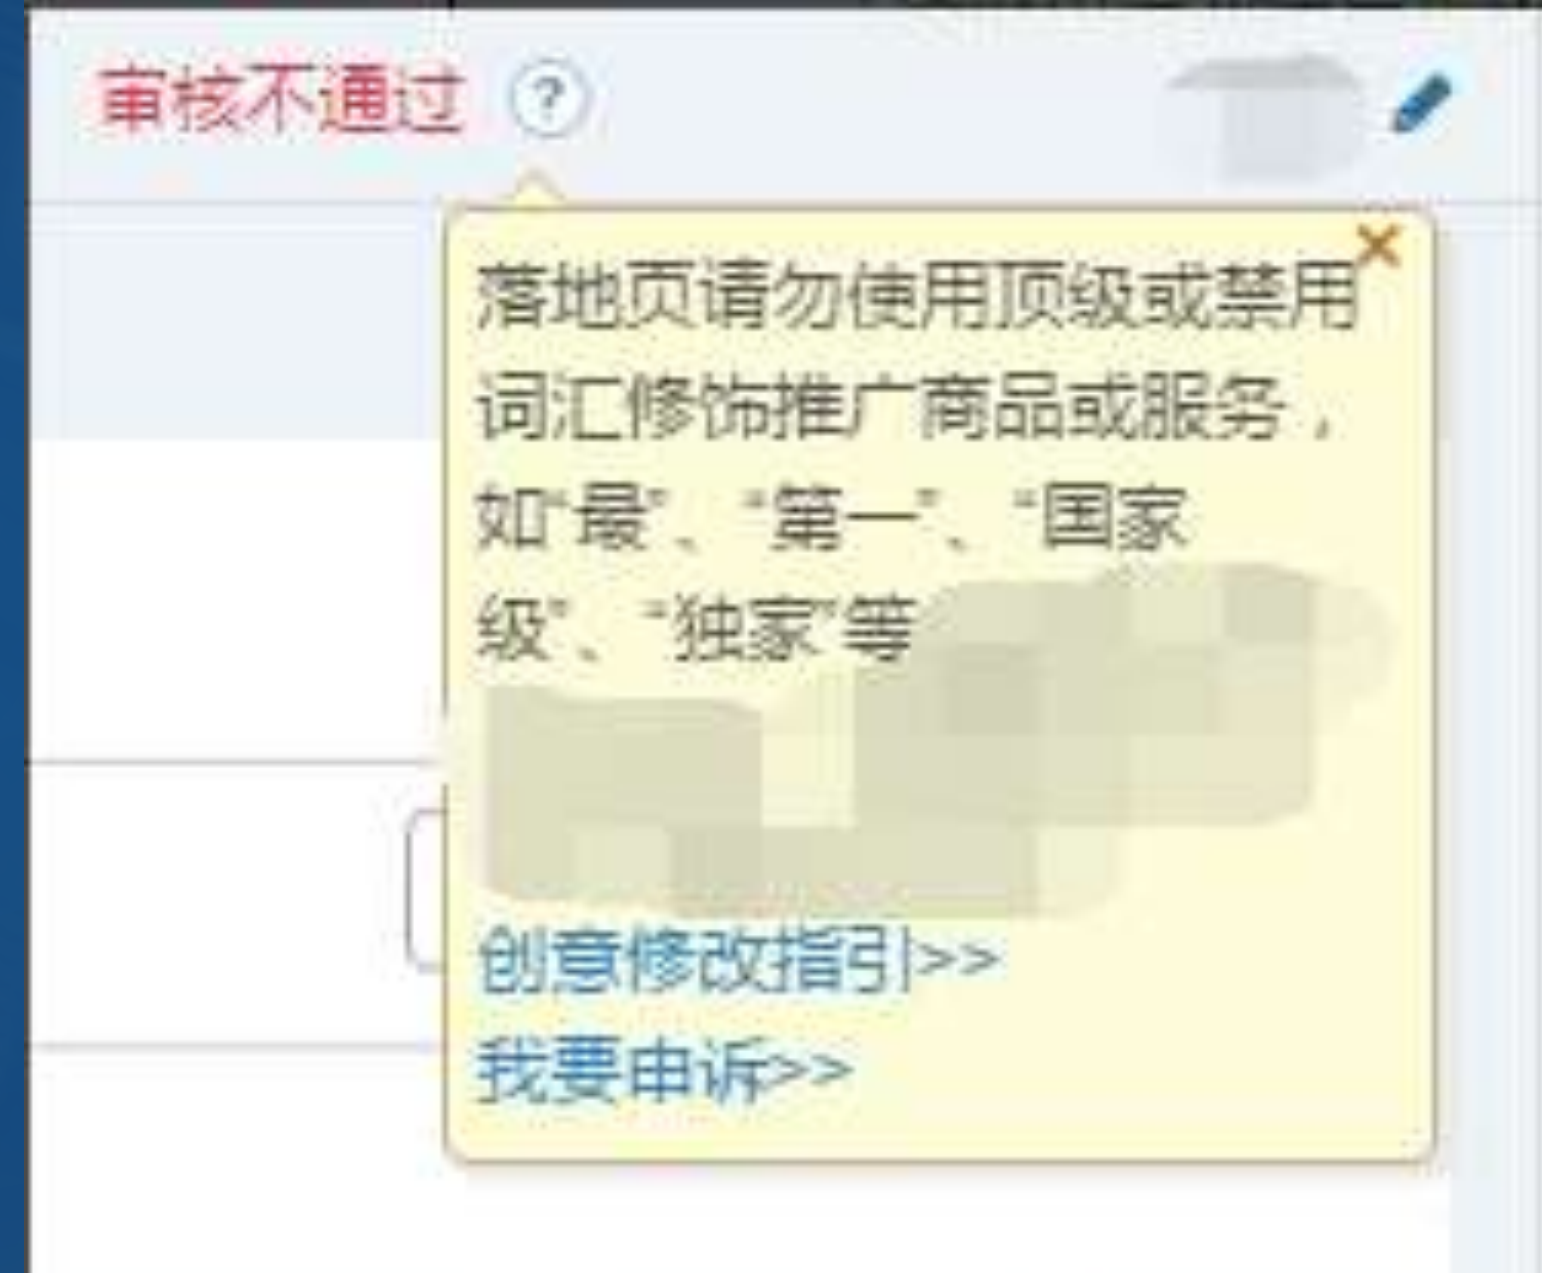 审核不通过 ?
落地页请勿使用顶级或禁用
词汇修饰推广商品或服务，
如“最”、“第一”、“国家
级”、“独家”等
创意修改指引>>
我要申诉>>